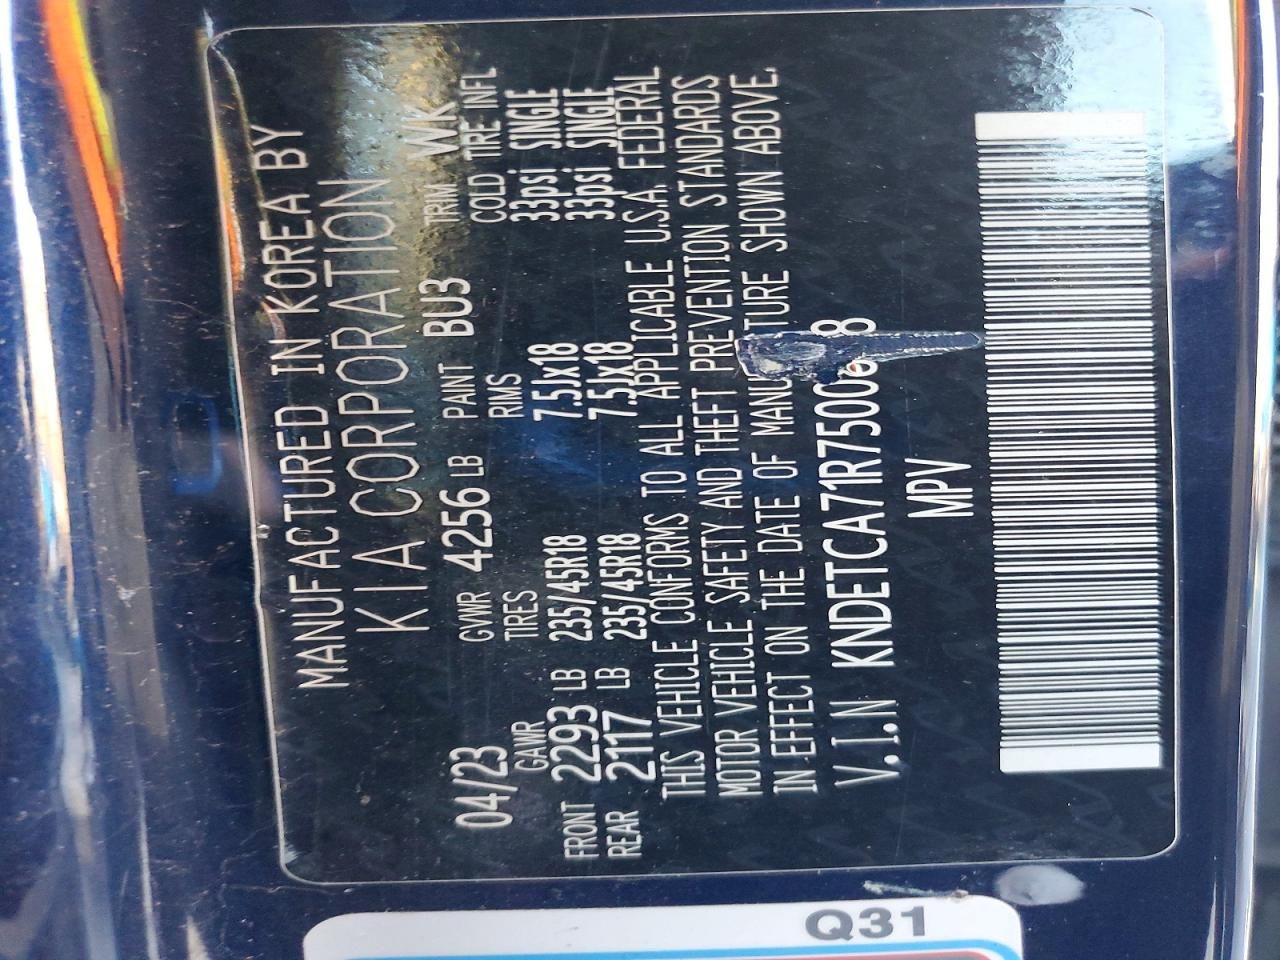 MANUFACTURED IN KOREA BY
KIA CORPORATION
04/23 GVWR 4256 LB PAINT BU3 TRIM WK
GAWR TIRES RIMS COLD TIRE INFL
FRONT 2293 LB 235/45R18 7.5Jx18 33psi SINGLE
REAR 2117 LB 235/45R18 7.5Jx18 33psi SINGLE
THIS VEHICLE CONFORMS TO ALL APPLICABLE U.S.A. FEDERAL
MOTOR VEHICLE SAFETY AND THEFT PREVENTION STANDARDS
IN EFFECT ON THE DATE OF MANU TURE SHOWN ABOVE.
V.I.N
MPV
Q31